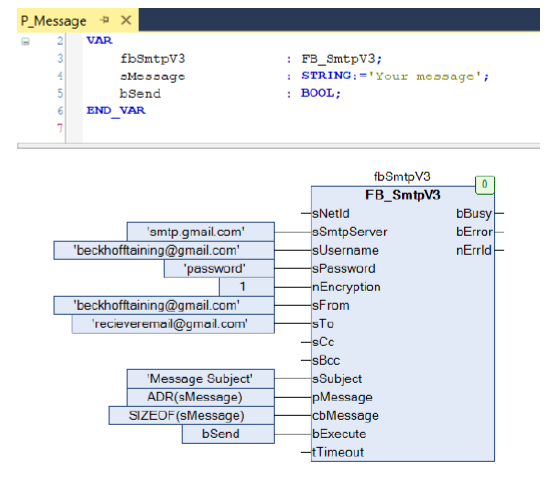 P_Message
2 VAR
3 fbSmtpV3 : FB_SmtpV3;
4 sMessage : STRING:='Your message';
5 bSend : BOOL;
6 END_VAR
7
fbSmtpV3
0
FB_SmtpV3
sNetId bBusy
'smtp.gmail.com' sSmtpServer bError
'beckhofftaining@gmail.com' sUsername nErrId
'password' sPassword
1 nEncryption
'beckhofftaining@gmail.com' sFrom
'recieveremail@gmail.com' sTo
sCc
sBcc
'Message Subject' sSubject
ADR(sMessage) pMessage
SIZEOF(sMessage) cbMessage
bSend bExecute
tTimeout